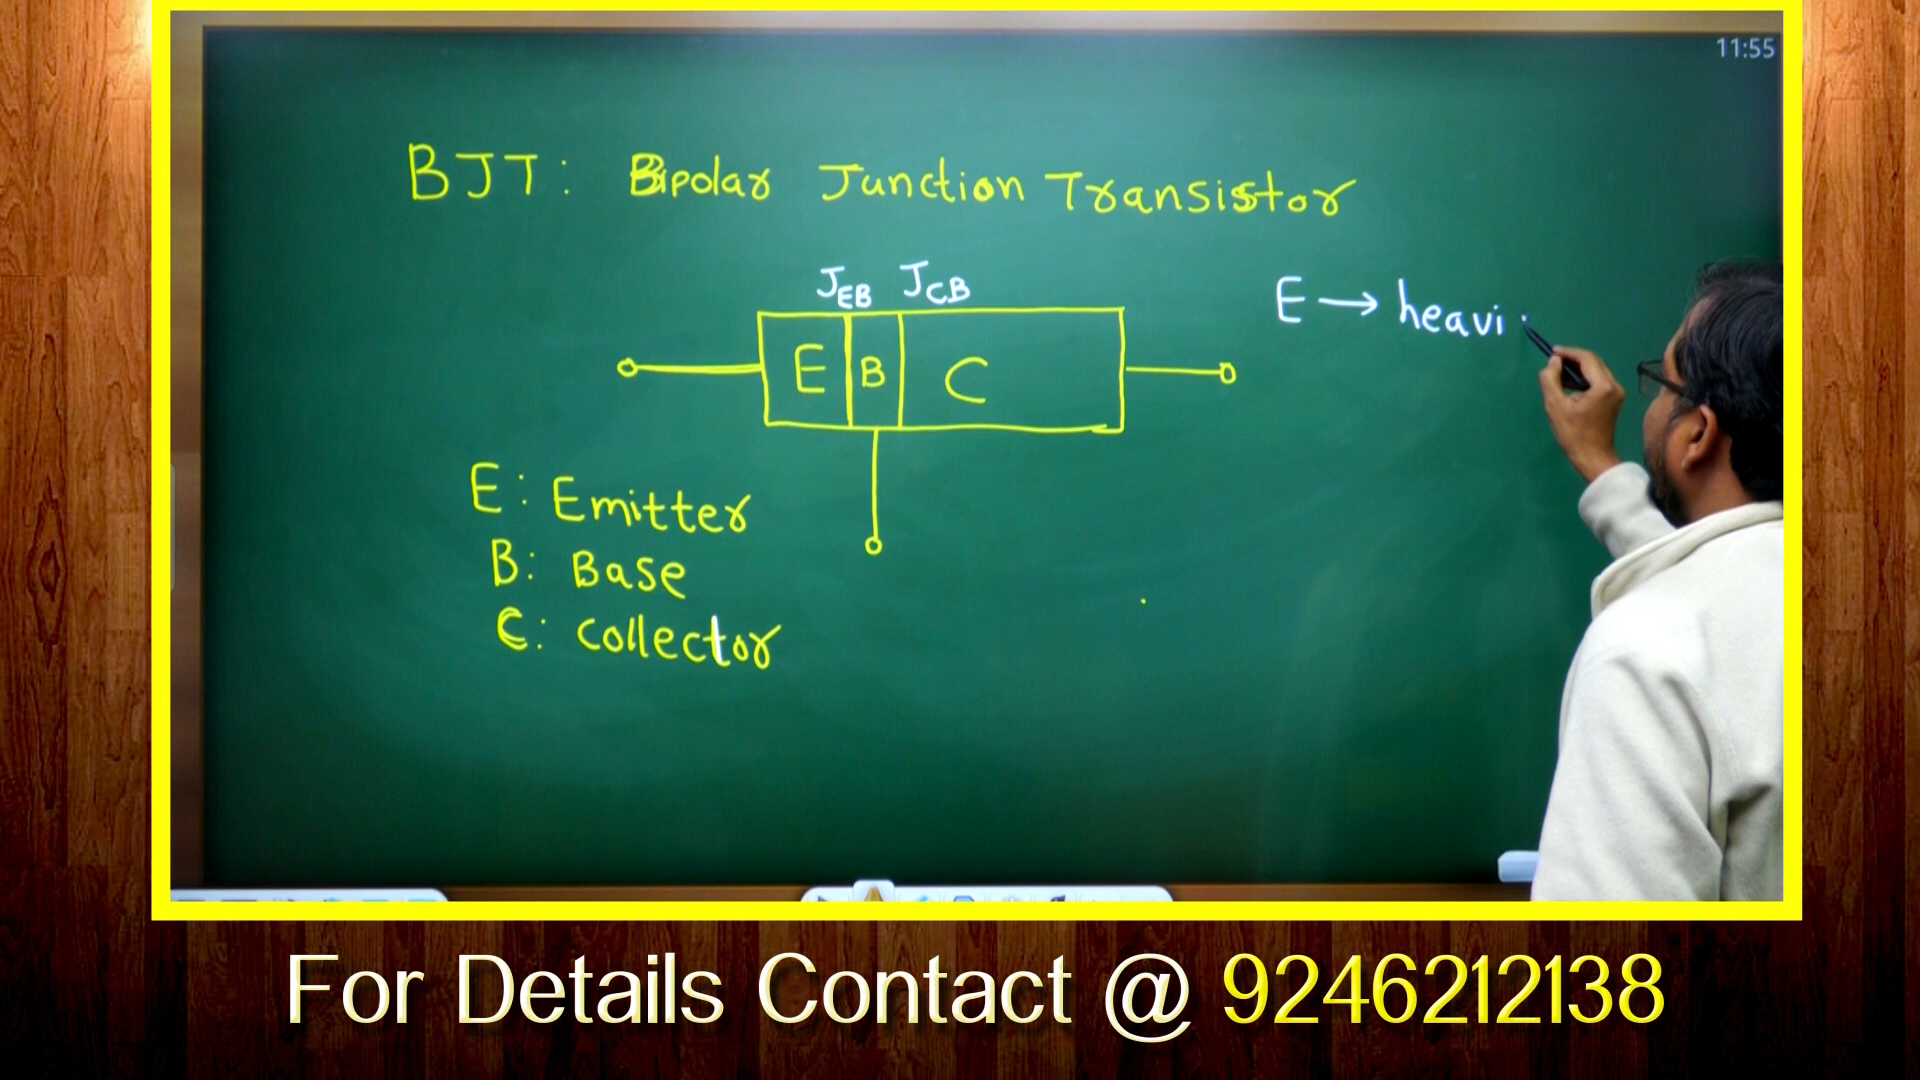 11:55
BJT: Bipolar Junction Transistor
JEB JCB
E → heavi
E B C
E: Emitter
B: Base
C: Collector
For Details Contact @ 9246212138